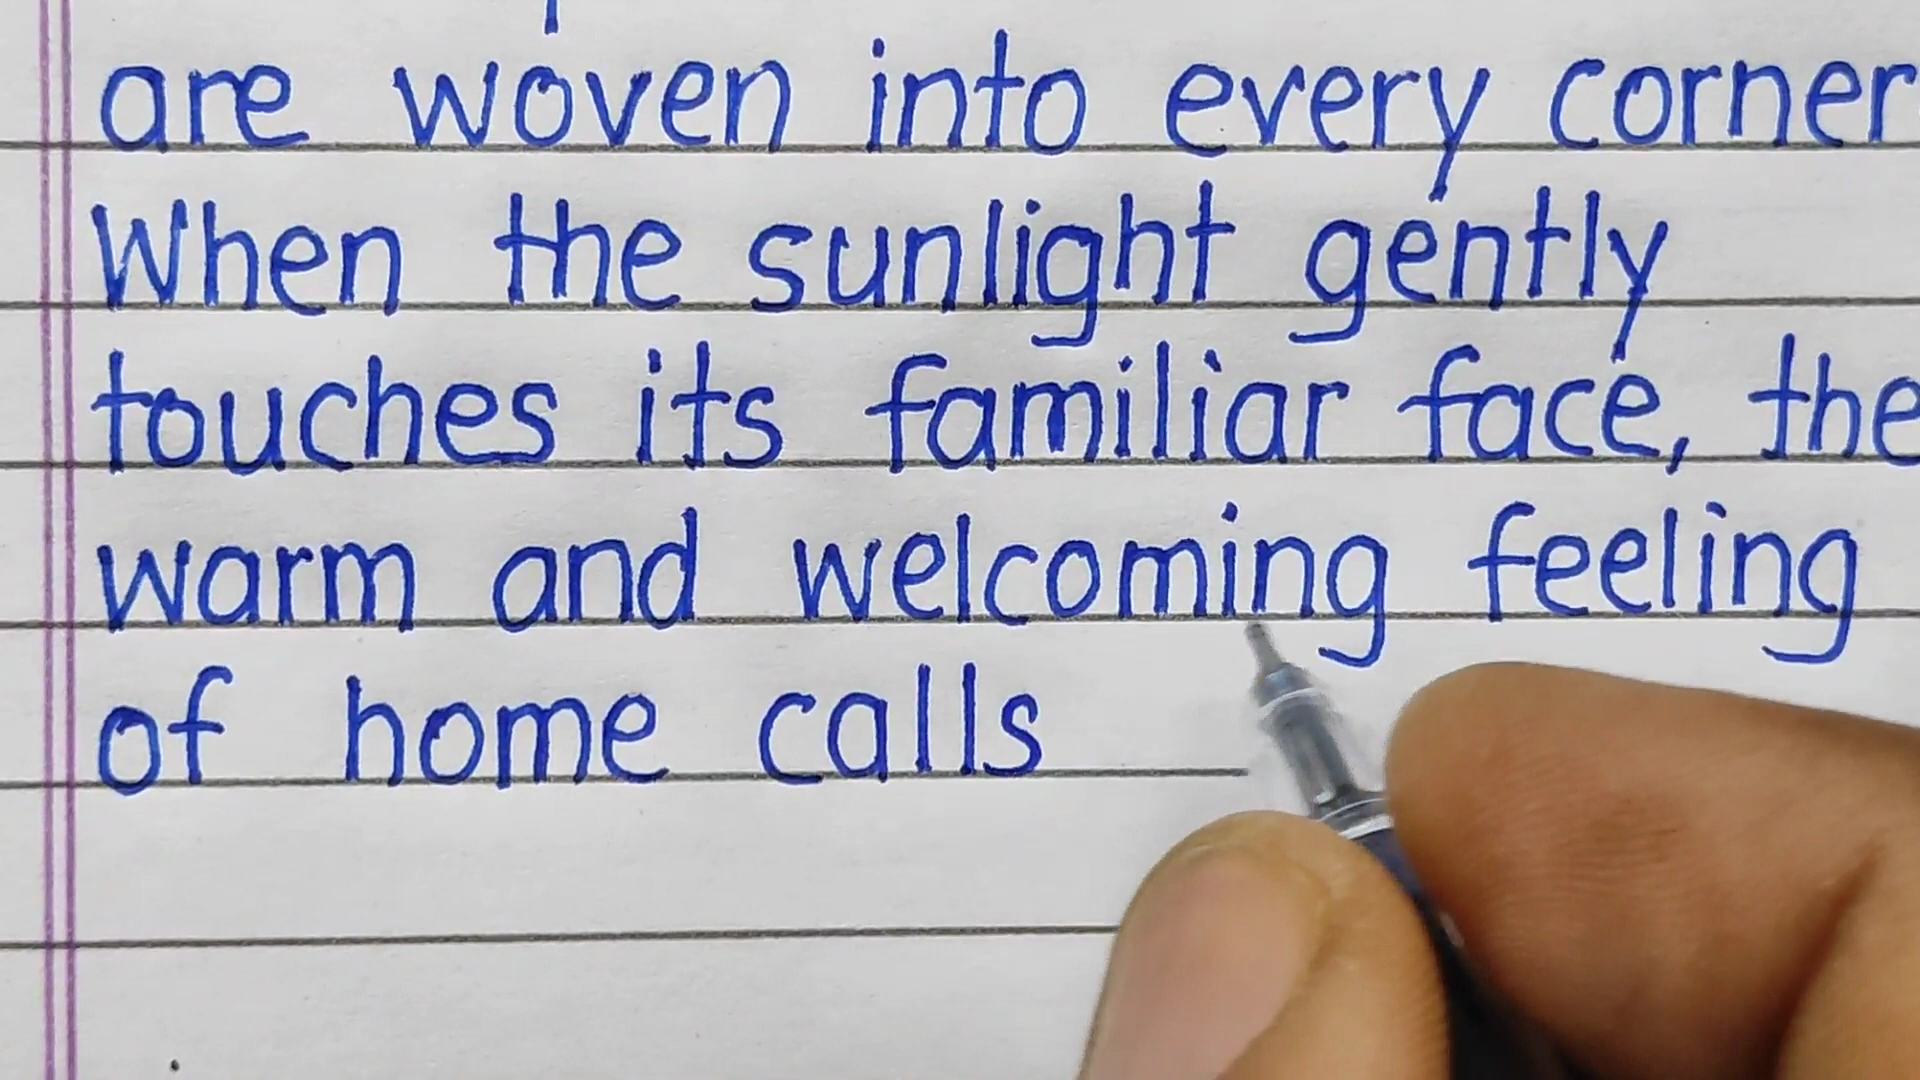 are woven into every corner
When the sunlight gently
touches its familiar face, the
warm and welcoming feeling
of home calls